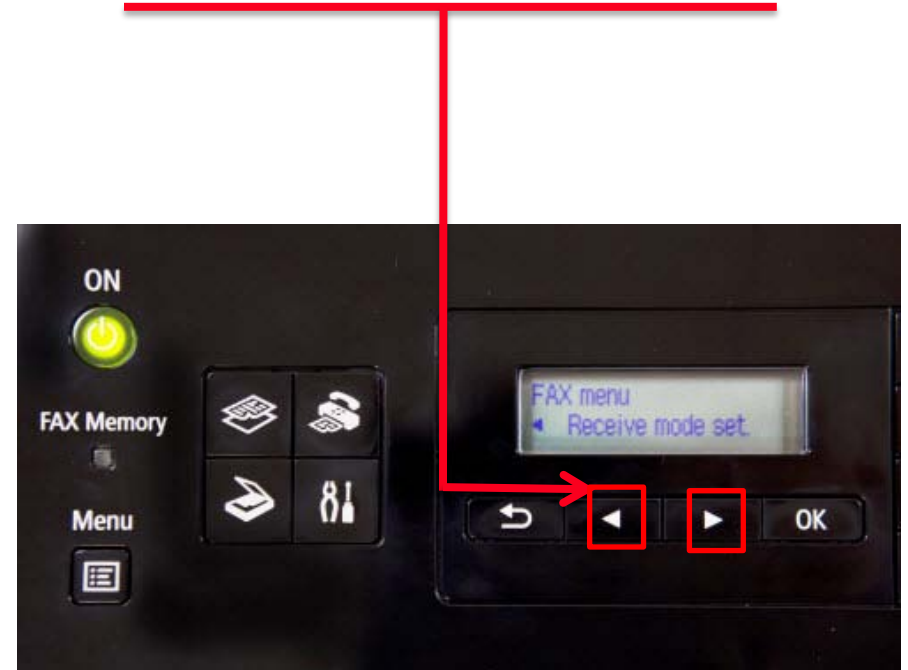 ON
FAX menu
◄ Receive mode set.
FAX Memory
Menu
OK